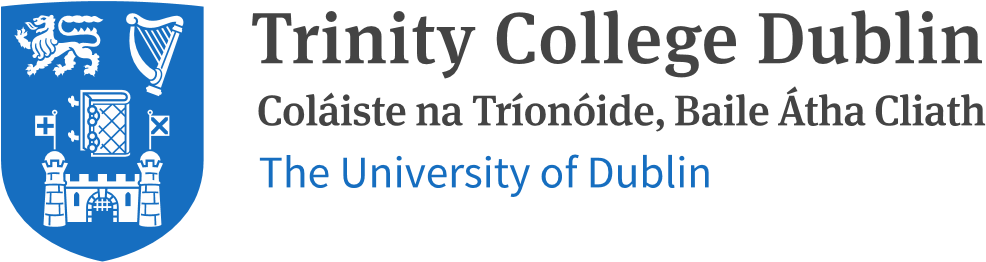 Trinity College Dublin
Coláiste na Tríonóide, Baile Átha Cliath
The University of Dublin